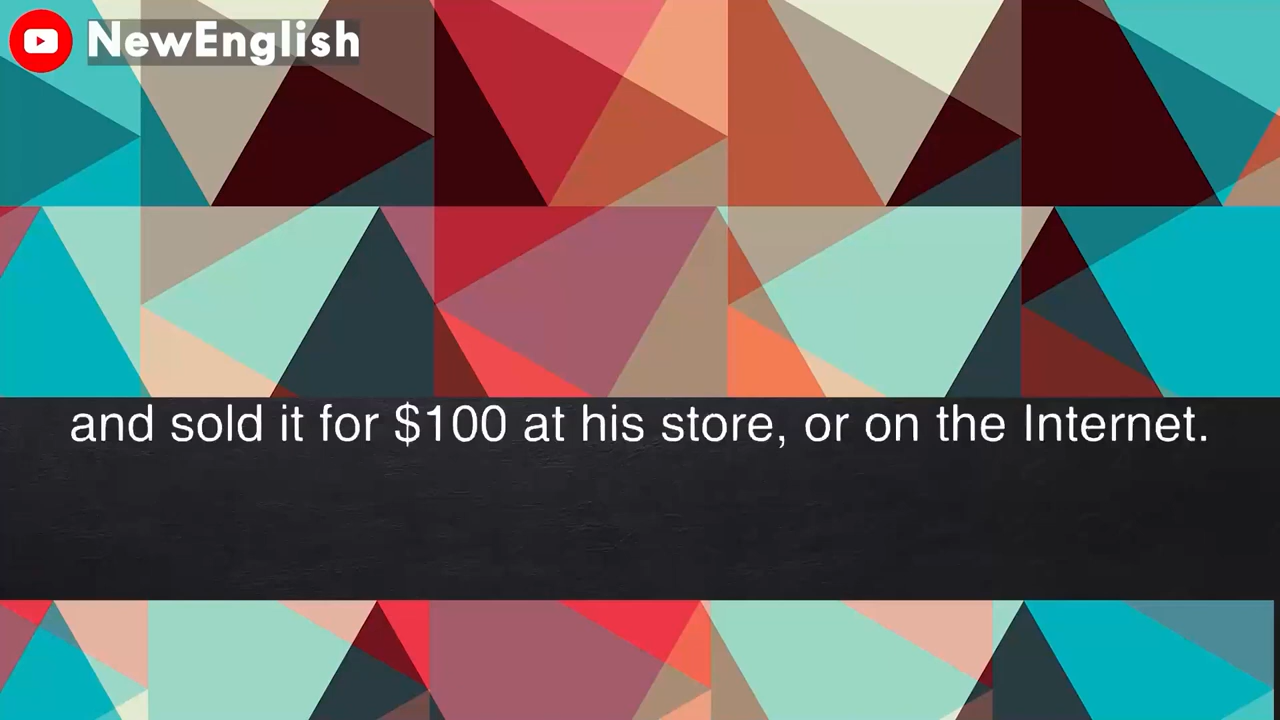 NewEnglish
and sold it for $100 at his store, or on the Internet.